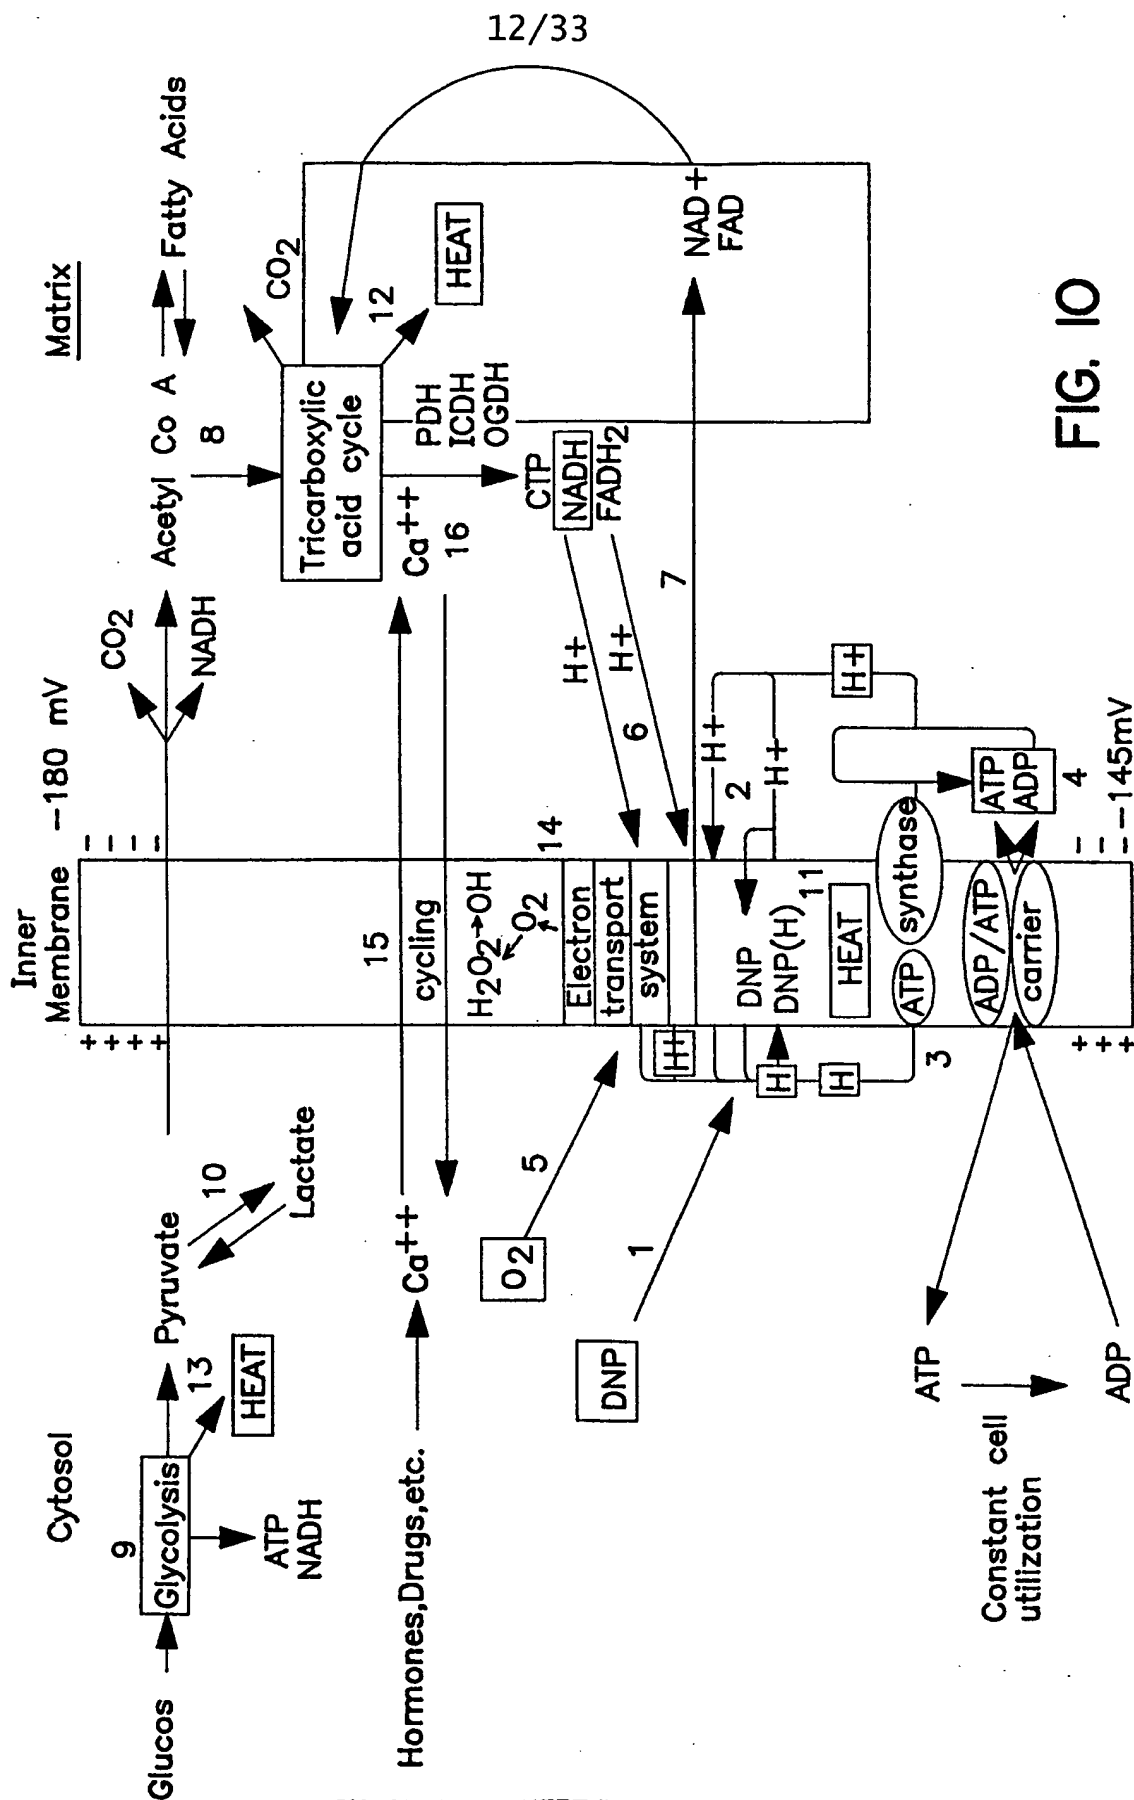 12/33
Cytosol
Inner
Membrane
--180 mV
Matrix
Glucos
9
Glycolysis
ATP
NADH
13
HEAT
Pyruvate
10
Lactate
+ + + +
- - - -
CO2
NADH
Acetyl Co A
Fatty Acids
8
Tricarboxylic
acid cycle
CO2
12
HEAT
PDH
ICDH
OGDH
Hormones,Drugs,etc.
Ca++
15
cycling
Ca++
16
CTP
NADH
FADH2
H2O2→OH
O2
14
Electron
transport
system
O2
5
H+
H+
6
7
NAD+
FAD
DNP
1
H+
H
H
DNP
DNP(H)
11
HEAT
H+
2
H+
H+
ATP
synthase
3
ADP/ATP
carrier
ATP
ADP
4
ATP
Constant cell
utilization
ADP
+ + +
- - -
-145mV
FIG. 10